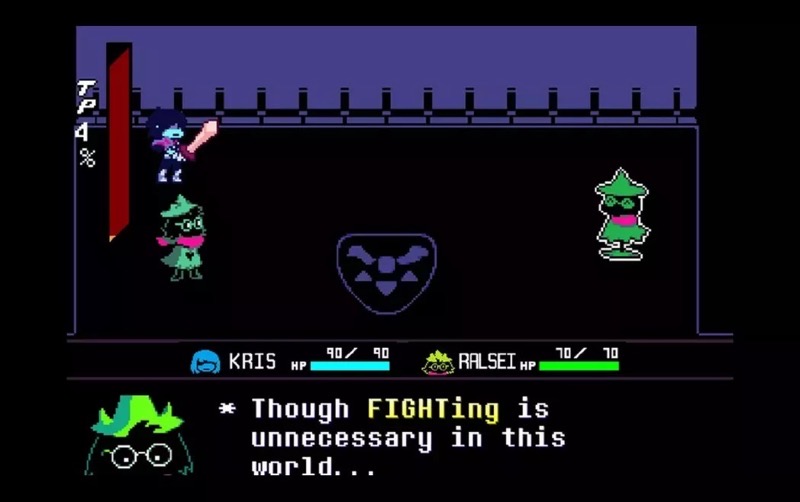 TP
4
%
KRIS HP 90/ 90 RALSEI HP 70/ 70
* Though FIGHTing is
unnecessary in this
world...